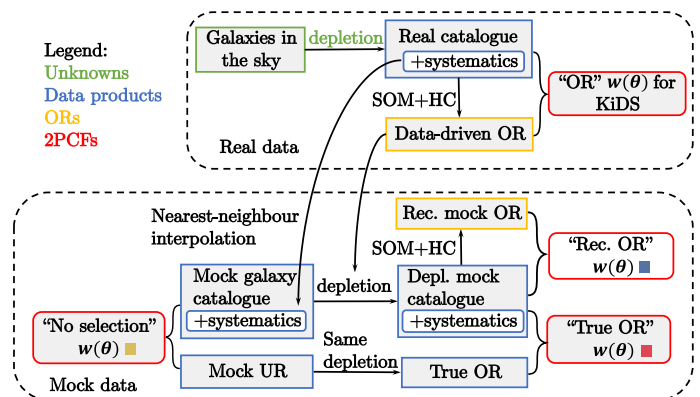 Legend:
Unknowns
Data products
ORs
2PCFs
Galaxies in
the sky
depletion
Real catalogue
+systematics
SOM+HC
Data-driven OR
“OR” w(θ) for
KiDS
Real data
Nearest-neighbour
interpolation
Rec. mock OR
SOM+HC
Mock galaxy
catalogue
+systematics
depletion
Depl. mock
catalogue
+systematics
“Rec. OR”
w(θ)
“No selection”
w(θ)
“True OR”
w(θ)
Same
depletion
Mock UR
True OR
Mock data